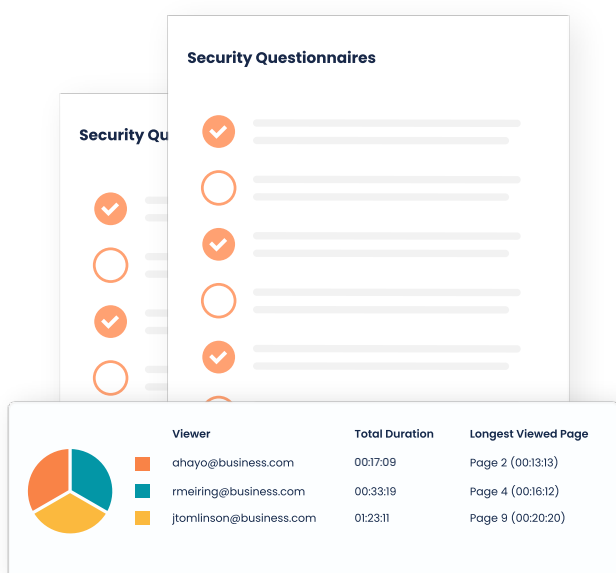 Security Questionnaires
Security Qu
Viewer Total Duration Longest Viewed Page
ahayo@business.com 00:17:09 Page 2 (00:13:13)
rmeiring@business.com 00:33:19 Page 4 (00:16:12)
jtomlinson@business.com 01:23:11 Page 9 (00:20:20)